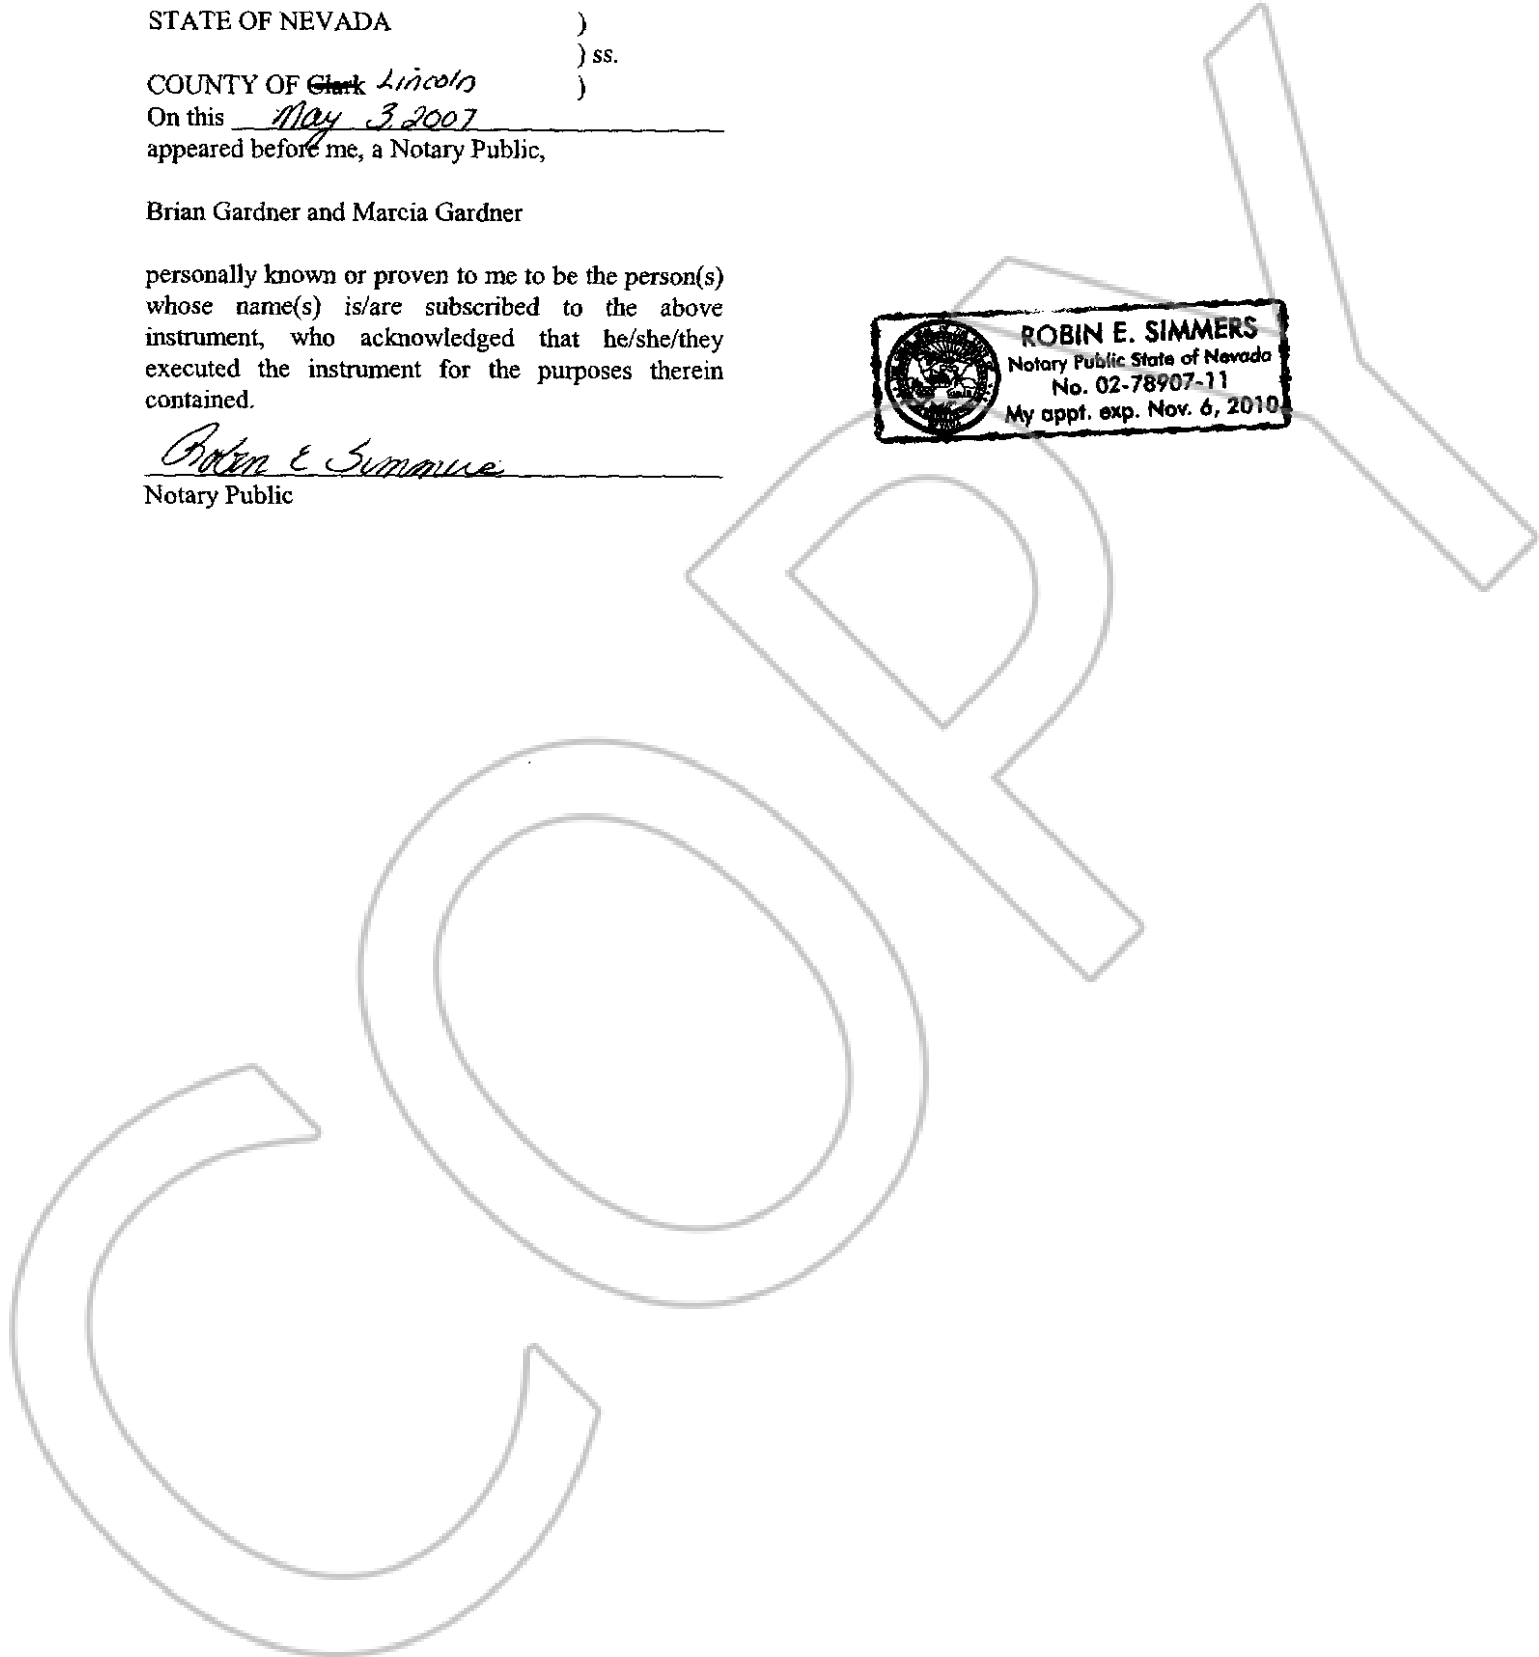 STATE OF NEVADA )
) ss.
COUNTY OF Clark Lincoln )
On this May 3, 2007
appeared before me, a Notary Public,
Brian Gardner and Marcia Gardner
personally known or proven to me to be the person(s)
whose name(s) is/are subscribed to the above
instrument, who acknowledged that he/she/they
executed the instrument for the purposes therein
contained.
Robin E Simmers
Notary Public
ROBIN E. SIMMERS
Notary Public State of Nevada
No. 02-78907-11
My appt. exp. Nov. 6, 2010
COPY